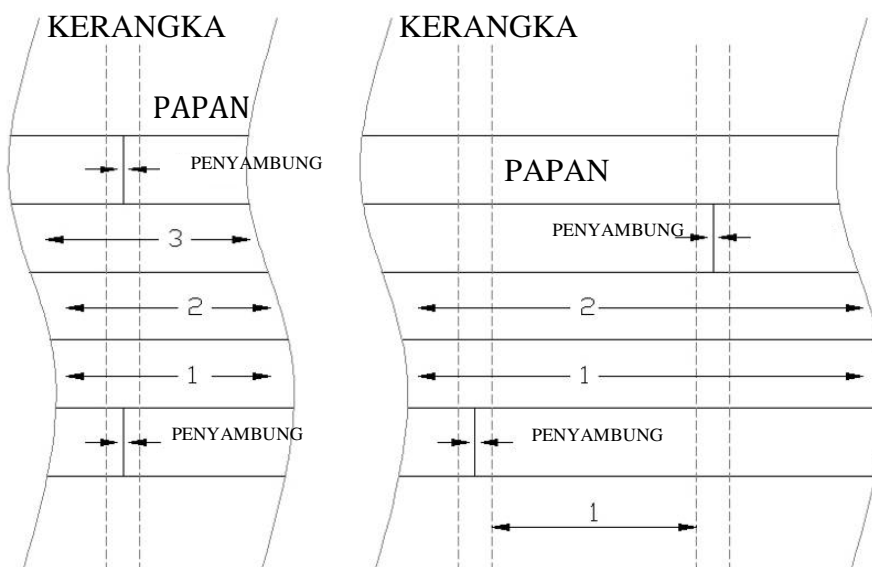 KERANGKA
PAPAN
PENYAMBUNG
3
2
1
PENYAMBUNG
KERANGKA
PAPAN
PENYAMBUNG
2
1
PENYAMBUNG
1